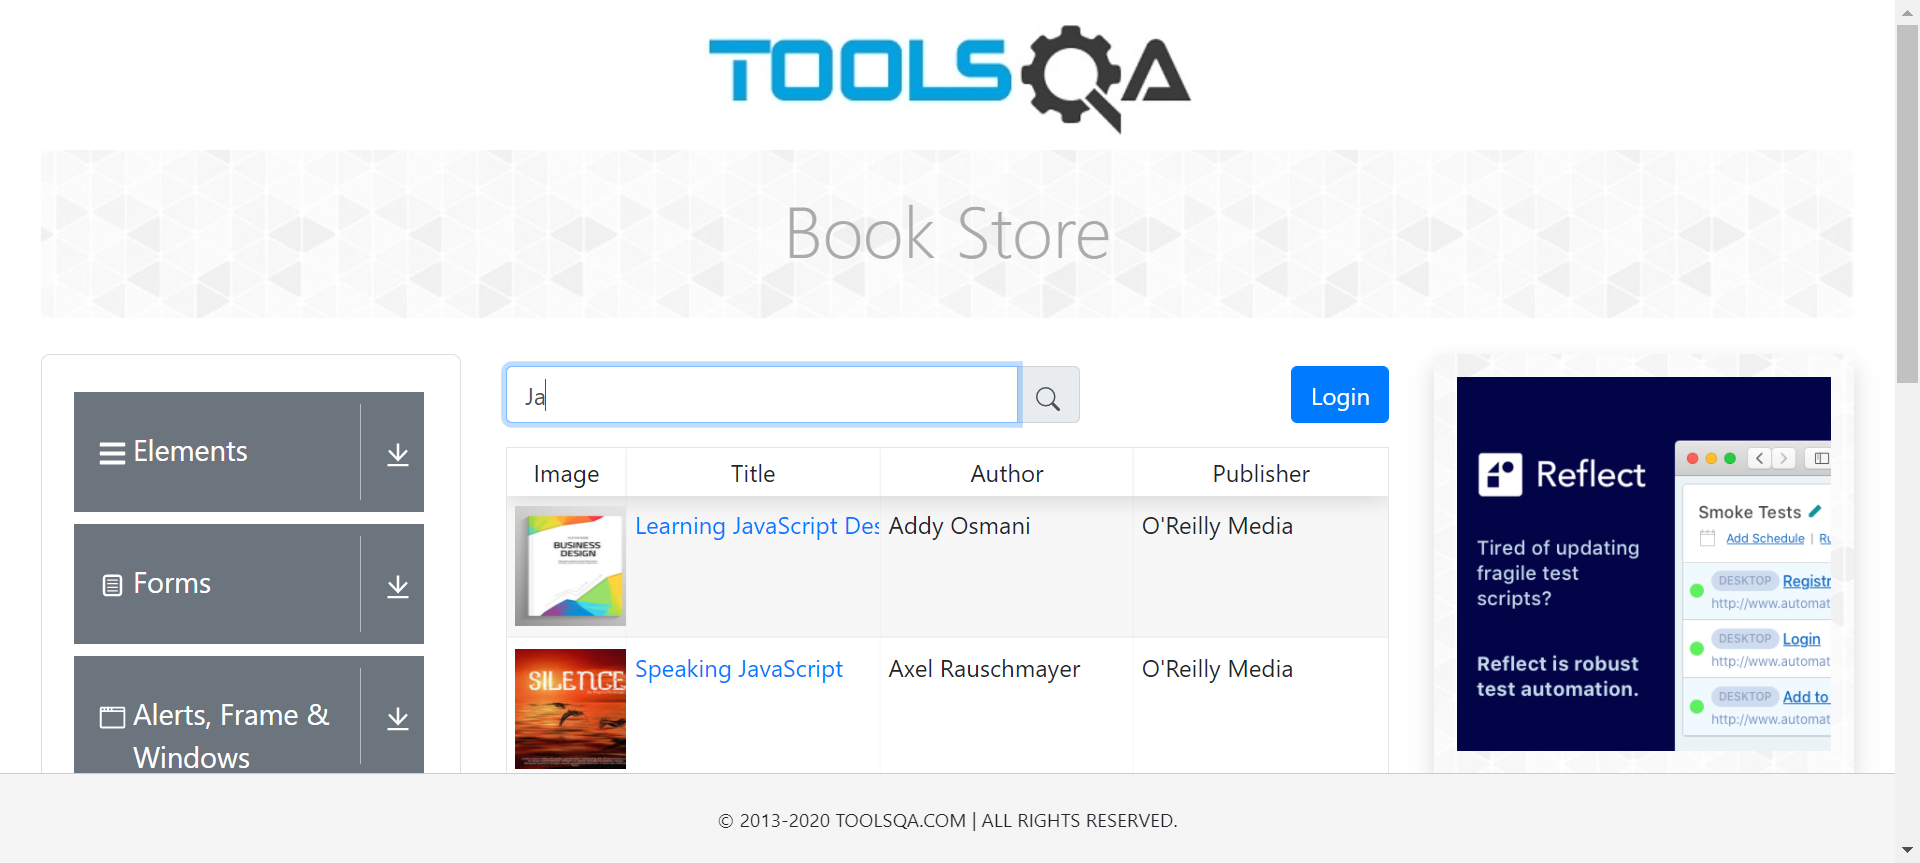 TOOLSQA
Book Store
Elements
Forms
Alerts, Frame &
Windows
Ja
Login
Image Title Author Publisher
BUSINESS
DESIGN
Learning JavaScript Des Addy Osmani O'Reilly Media
SILENCE
Speaking JavaScript Axel Rauschmayer O'Reilly Media
Reflect
Tired of updating
fragile test
scripts?
Reflect is robust
test automation.
Smoke Tests
Add Schedule | Ru
DESKTOP Registr
http://www.automat
DESKTOP Login
http://www.automat
DESKTOP Add to
http://www.automat
© 2013-2020 TOOLSQA.COM | ALL RIGHTS RESERVED.